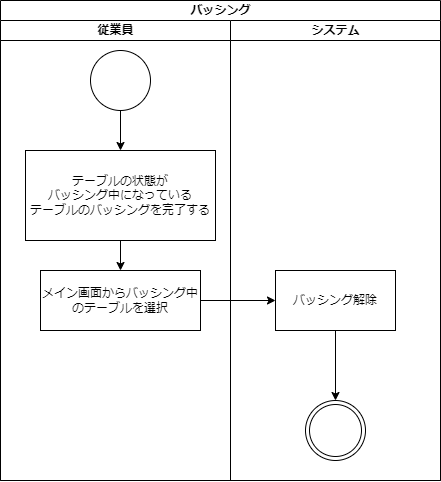 バッシング
従業員
システム
テーブルの状態が
バッシング中になっている
テーブルのバッシングを完了する
メイン画面からバッシング中
のテーブルを選択
バッシング解除